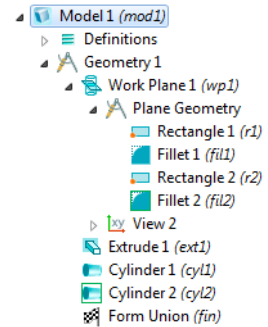 Model 1 (mod1)
Definitions
Geometry 1
Work Plane 1 (wp1)
Plane Geometry
Rectangle 1 (r1)
Fillet 1 (fil1)
Rectangle 2 (r2)
Fillet 2 (fil2)
xy View 2
Extrude 1 (ext1)
Cylinder 1 (cyl1)
Cylinder 2 (cyl2)
Form Union (fin)